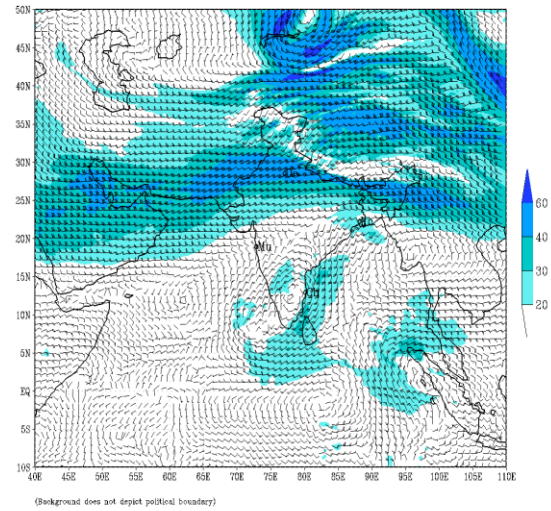 50N
45N
40N
35N
30N
25N
20N
15N
10N
5N
EQ
5S
10S
60
40
30
20
Mu
40E 45E 50E 55E 60E 65E 70E 75E 80E 85E 90E 95E 100E 105E 110E
(Background does not depict political boundary)